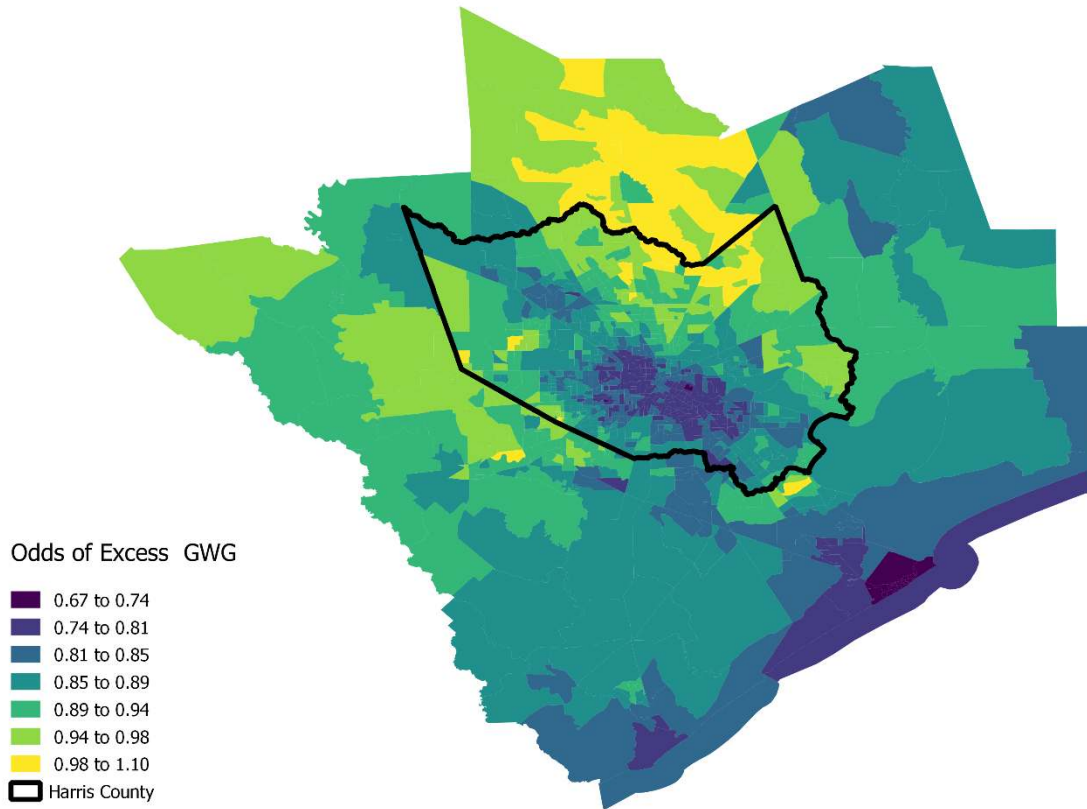 Odds of Excess GWG
0.67 to 0.74
0.74 to 0.81
0.81 to 0.85
0.85 to 0.89
0.89 to 0.94
0.94 to 0.98
0.98 to 1.10
Harris County